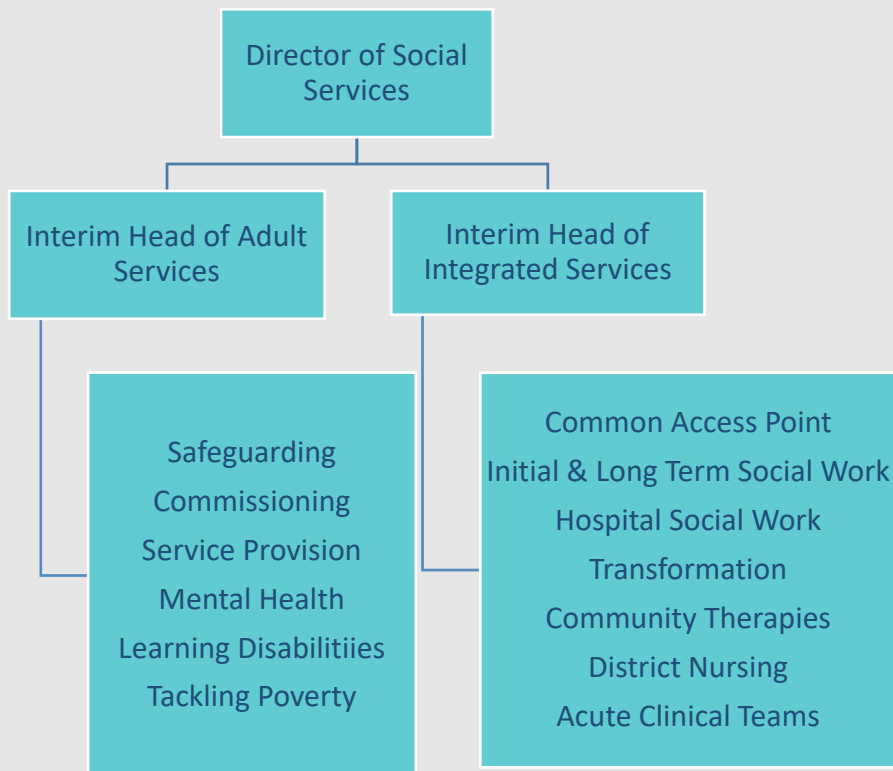 Director of Social
Services
Interim Head of Adult
Services
Interim Head of
Integrated Services
Safeguarding
Commissioning
Service Provision
Mental Health
Learning Disabilitiies
Tackling Poverty
Common Access Point
Initial & Long Term Social Work
Hospital Social Work
Transformation
Community Therapies
District Nursing
Acute Clinical Teams